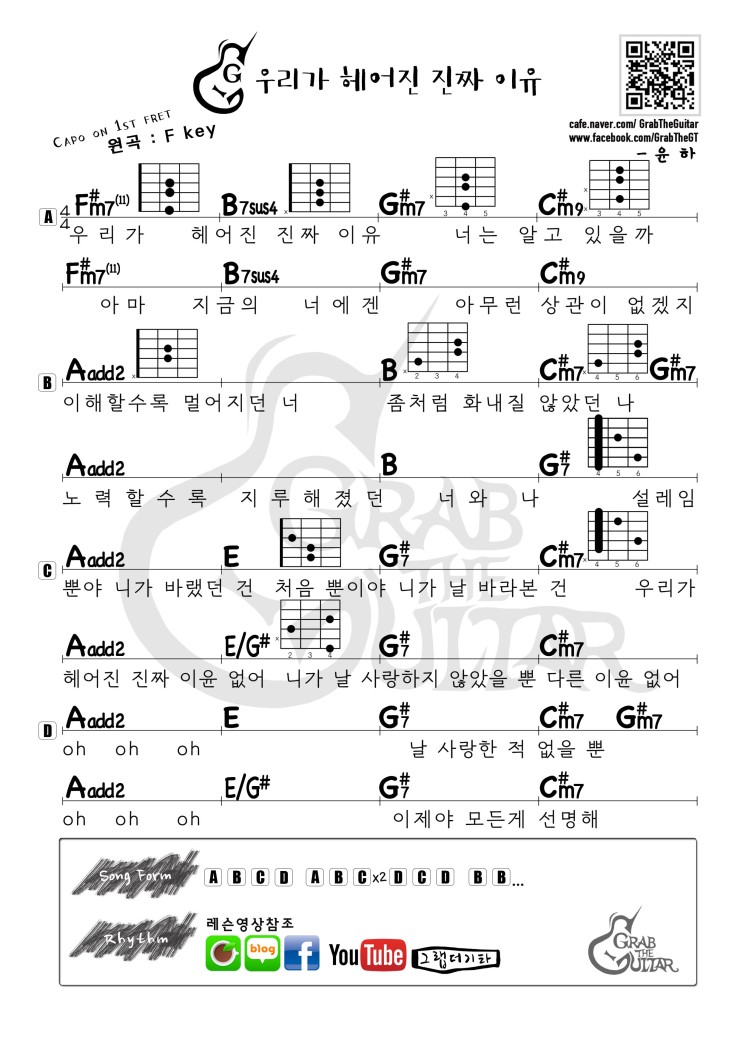 우리가 헤어진 진짜 이유
CAPO ON 1ST FRET
원곡 : F key
cafe.naver.com/ GrabTheGuitar
www.facebook.com/GrabTheGT
- 윤 하
A 4/4 F#m7(11) B7sus4 G#m7 C#m9
우 리 가 헤어진 진짜 이유 너는 알고 있을까
F#m7(11) B7sus4 G#m7 C#m9
아 마 지금의 너에겐 아무런 상관이 없겠지
B Aadd2 B C#m7 G#m7
이해할수록 멀어지던 너 좀처럼 화내질 않았던 나
Aadd2 B G#7
노 력 할 수 록 지 루 해 졌 던 너 와 나 설레임
C Aadd2 E G#7 C#m7
뿐야 니가 바랬던 건 처음 뿐이야 니가 날 바라본 건 우리가
Aadd2 E/G# G#7 C#m7
헤어진 진짜 이윤 없어 니가 날 사랑하지 않았을 뿐 다른 이윤 없어
D Aadd2 E G#7 C#m7 G#m7
oh oh oh 날 사랑한 적 없을 뿐
Aadd2 E/G# G#7 C#m7
oh oh oh 이제야 모든게 선명해
Song Form A B C D A B C x2 D C D B B...
Rhythm 레슨영상참조
blog f YouTube 그랩더기타
GRAB THE GUITAR